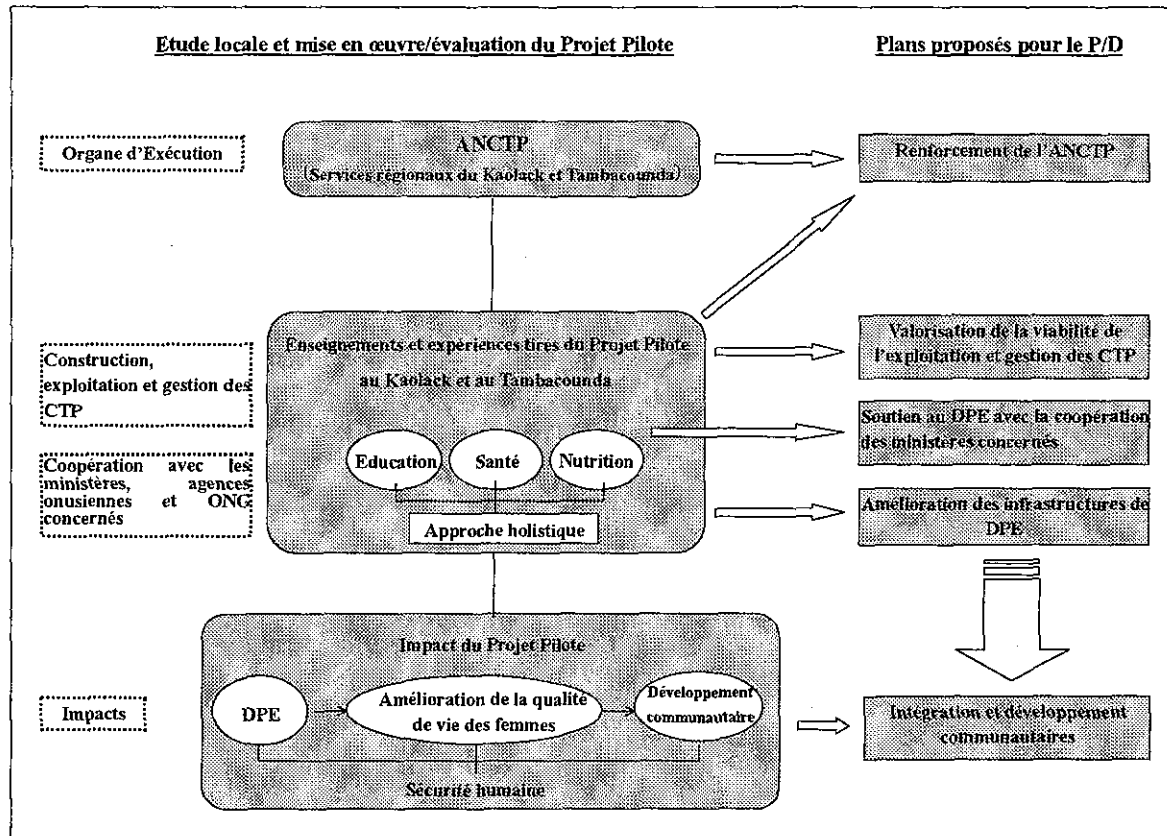 Etude locale et mise en œuvre/évaluation du Projet Pilote
Plans proposés pour le P/D
Organe d'Exécution
ANCTP
(Services régionaux du Kaolack et Tambacounda)
Renforcement de l'ANCTP
Construction,
exploitation et gestion des
CTP
Coopération avec les
ministères, agences
onusiennes et ONG
concernés
Enseignements et expériences tires du Projet Pilote
au Kaolack et au Tambacounda
Education
Santé
Nutrition
Approche holistique
Valorisation de la viabilité de
l'exploitation et gestion des CTP
Soutien au DPE avec la coopération
des ministères concernés
Amélioration des infrastructures de
DPE
Impacts
Impact du Projet Pilote
DPE
Amélioration de la qualité
de vie des femmes
Développement
communautaire
Sécurité humaine
Intégration et développement
communautaires